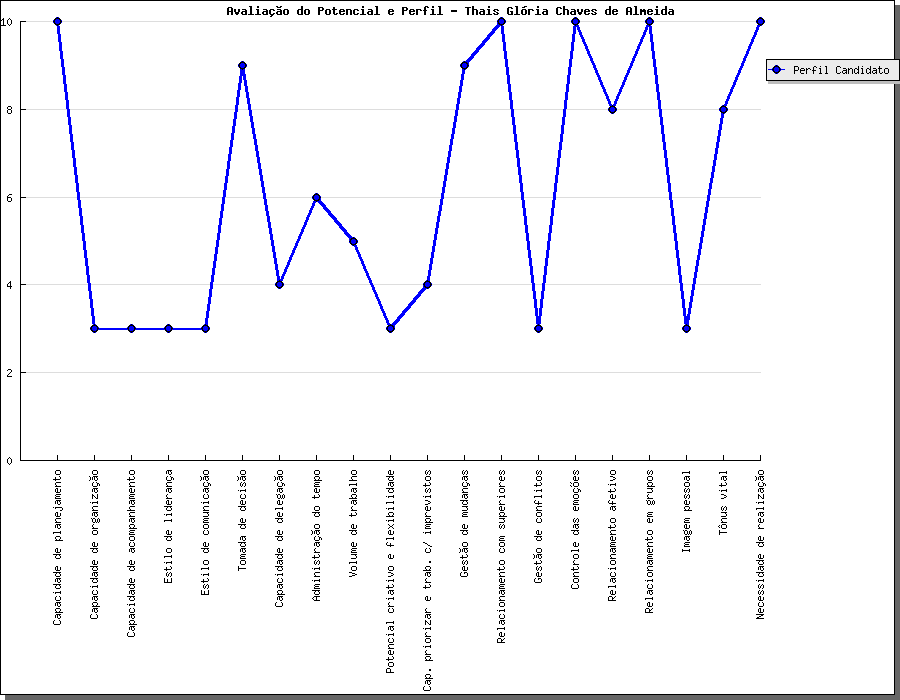 Avaliação do Potencial e Perfil - Thais Glória Chaves de Almeida
Perfil Candidato
10
8
6
4
2
0
Capacidade de planejamento
Capacidade de organização
Capacidade de acompanhamento
Estilo de liderança
Estilo de comunicação
Tomada de decisão
Capacidade de delegação
Administração do tempo
Volume de trabalho
Potencial criativo e flexibilidade
Cap. priorizar e trab. c/ imprevistos
Gestão de mudanças
Relacionamento com superiores
Gestão de conflitos
Controle das emoções
Relacionamento afetivo
Relacionamento em grupos
Imagem pessoal
Tônus vital
Necessidade de realização